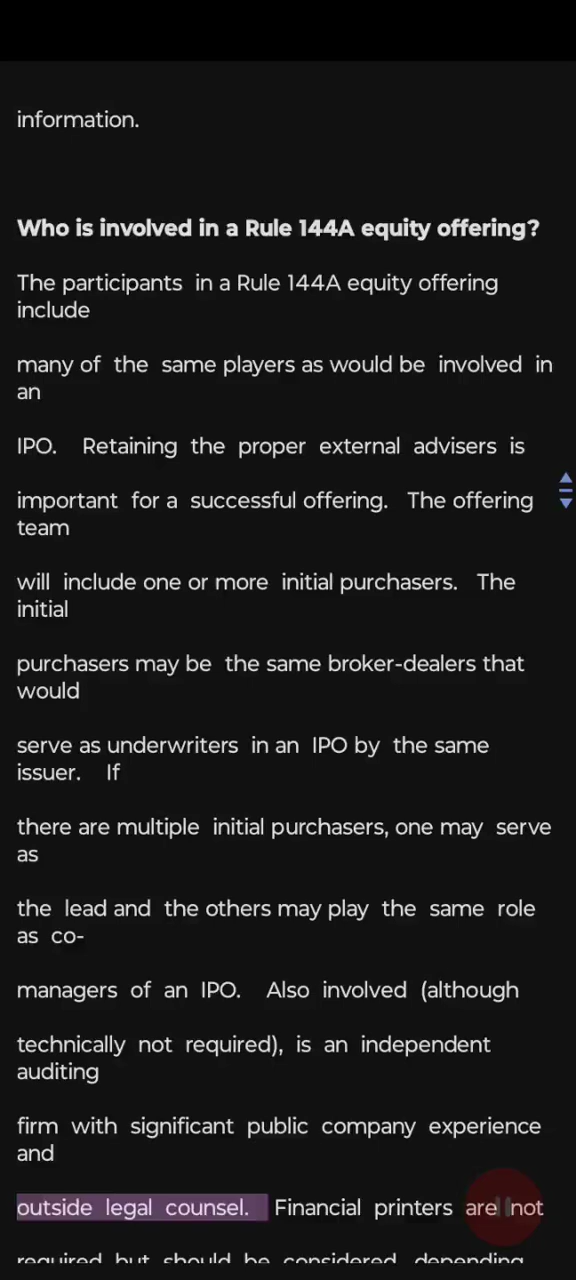 information.
Who is involved in a Rule 144A equity offering?
The participants in a Rule 144A equity offering
include
many of the same players as would be involved in
an
IPO. Retaining the proper external advisers is
important for a successful offering. The offering
team
will include one or more initial purchasers. The
initial
purchasers may be the same broker-dealers that
would
serve as underwriters in an IPO by the same
issuer. If
there are multiple initial purchasers, one may serve
as
the lead and the others may play the same role
as co-
managers of an IPO. Also involved (although
technically not required), is an independent
auditing
firm with significant public company experience
and
outside legal counsel. Financial printers are not
required but should be considered, depending